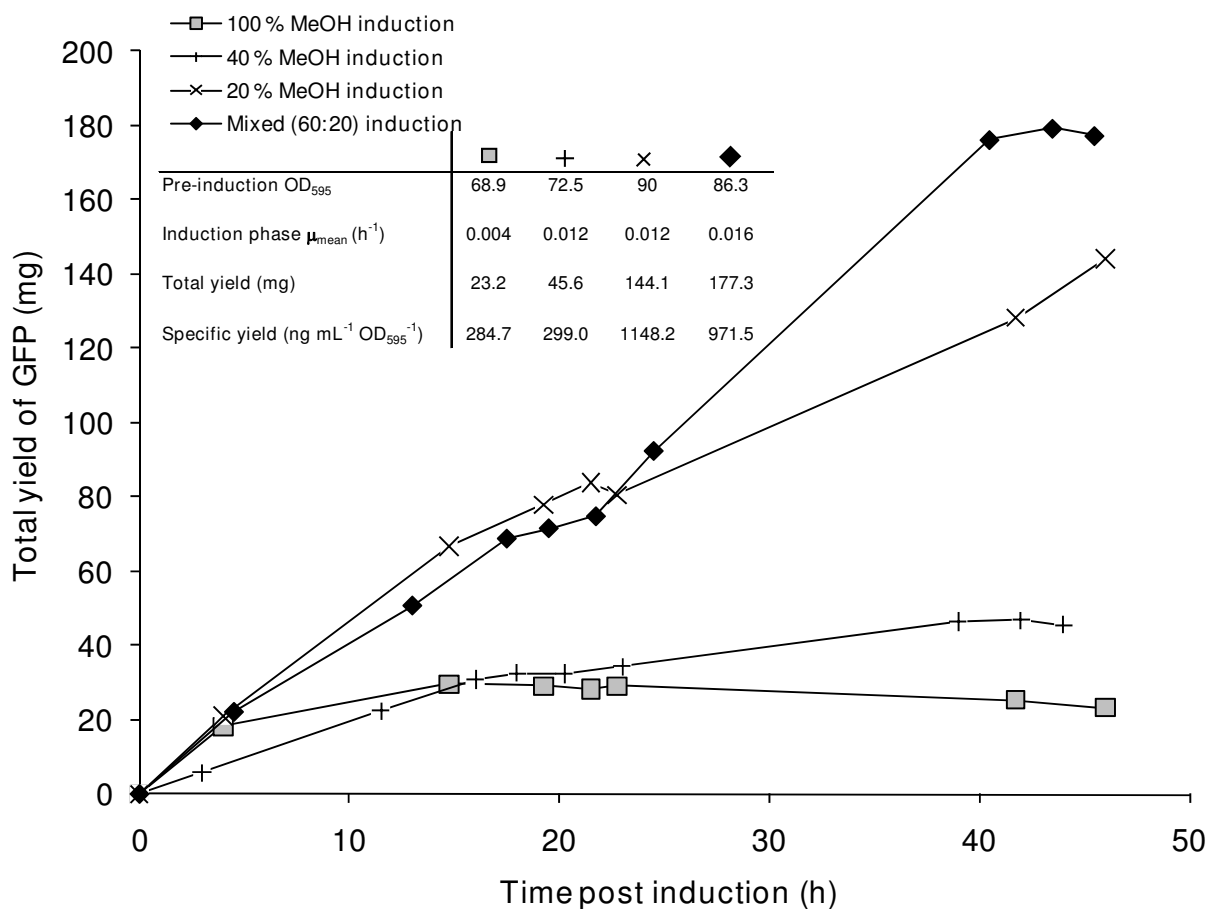 100 % MeOH induction
40 % MeOH induction
20 % MeOH induction
Mixed (60:20) induction
Pre-induction OD595 68.9 72.5 90 86.3
Induction phase μmean (h-1) 0.004 0.012 0.012 0.016
Total yield (mg) 23.2 45.6 144.1 177.3
Specific yield (ng mL-1 OD595-1) 284.7 299.0 1148.2 971.5
Total yield of GFP (mg)
200
180
160
140
120
100
80
60
40
20
0
0 10 20 30 40 50
Time post induction (h)